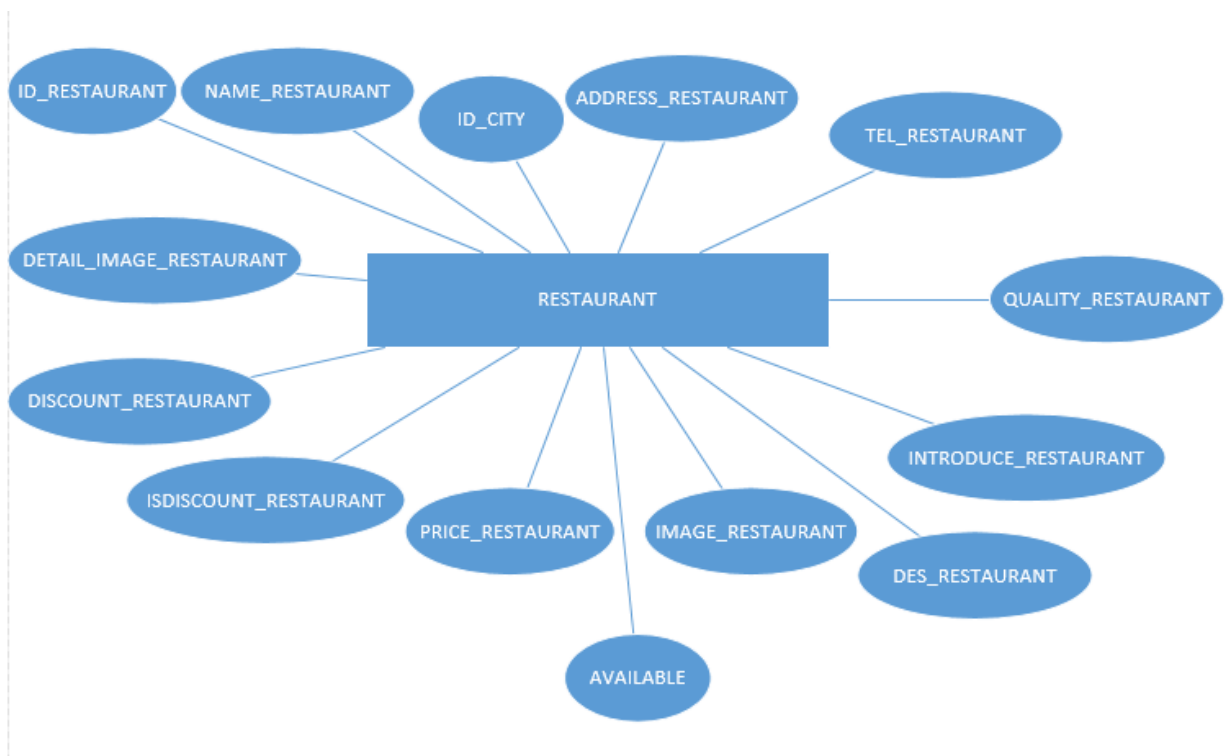 ID_RESTAURANT
NAME_RESTAURANT
ID_CITY
ADDRESS_RESTAURANT
TEL_RESTAURANT
DETAIL_IMAGE_RESTAURANT
RESTAURANT
QUALITY_RESTAURANT
DISCOUNT_RESTAURANT
INTRODUCE_RESTAURANT
ISDISCOUNT_RESTAURANT
PRICE_RESTAURANT
IMAGE_RESTAURANT
DES_RESTAURANT
AVAILABLE